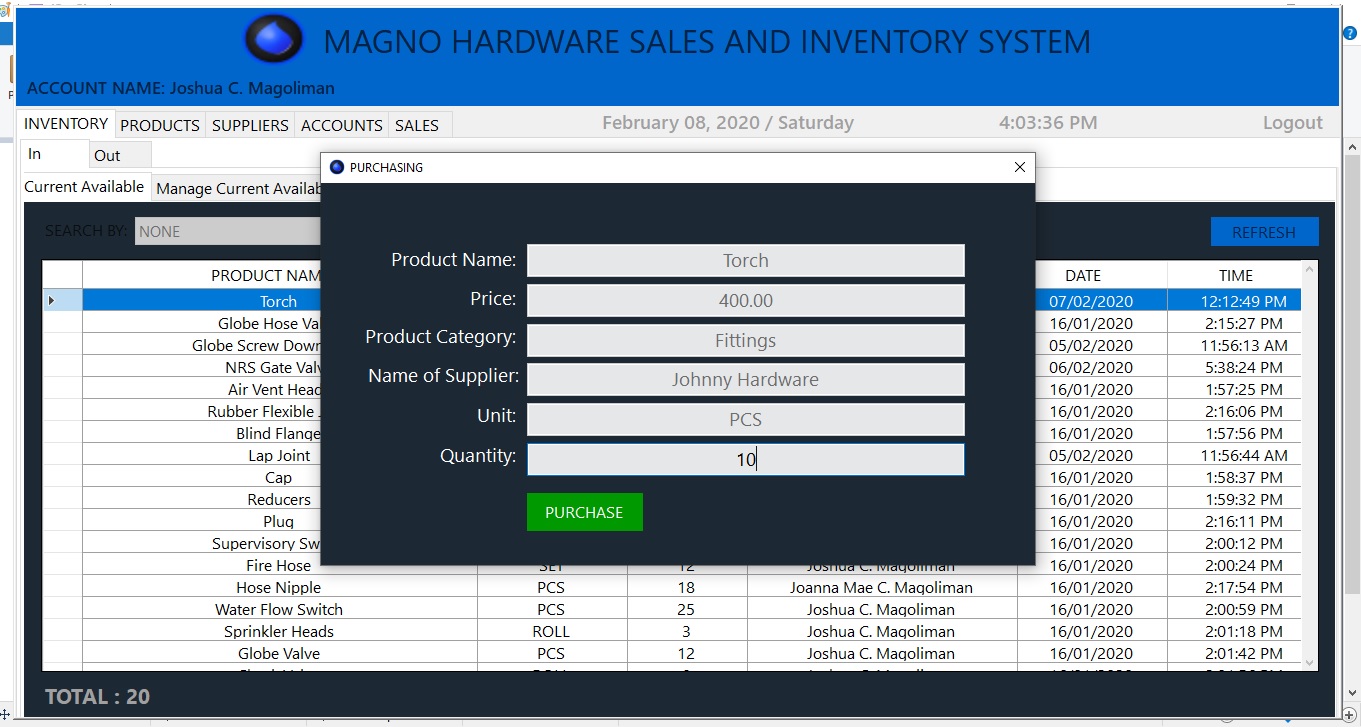 MAGNO HARDWARE SALES AND INVENTORY SYSTEM
ACCOUNT NAME: Joshua C. Magoliman
INVENTORY PRODUCTS SUPPLIERS ACCOUNTS SALES February 08, 2020 / Saturday 4:03:36 PM Logout
In Out
PURCHASING
Current Available Manage Current Availab
SEARCH BY: NONE REFRESH
Product Name: Torch
Price: 400.00
Product Category: Fittings
Name of Supplier: Johnny Hardware
Unit: PCS
Quantity: 10
PURCHASE
PRODUCT NAM DATE TIME
Torch 07/02/2020 12:12:49 PM
Globe Hose Va 16/01/2020 2:15:27 PM
Globe Screw Down 05/02/2020 11:56:13 AM
NRS Gate Valv 06/02/2020 5:38:24 PM
Air Vent Head 16/01/2020 1:57:25 PM
Rubber Flexible 16/01/2020 2:16:06 PM
Blind Flange 16/01/2020 1:57:56 PM
Lap Joint 05/02/2020 11:56:44 AM
Cap 16/01/2020 1:58:37 PM
Reducers 16/01/2020 1:59:32 PM
Plug 16/01/2020 2:16:11 PM
Supervisory Sw 16/01/2020 2:00:12 PM
Fire Hose SET 12 Joshua C. Magoliman 16/01/2020 2:00:24 PM
Hose Nipple PCS 18 Joanna Mae C. Magoliman 16/01/2020 2:17:54 PM
Water Flow Switch PCS 25 Joshua C. Magoliman 16/01/2020 2:00:59 PM
Sprinkler Heads ROLL 3 Joshua C. Magoliman 16/01/2020 2:01:18 PM
Globe Valve PCS 12 Joshua C. Magoliman 16/01/2020 2:01:42 PM
TOTAL : 20